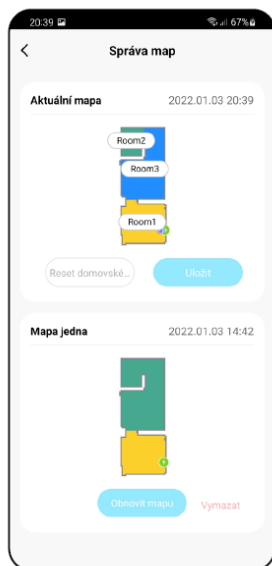 20:39 67%
Správa map
Aktuální mapa 2022.01.03 20:39
Room2
Room3
Room1
Reset domovské... Uložit
Mapa jedna 2022.01.03 14:42
Obnovit mapu Vymazat